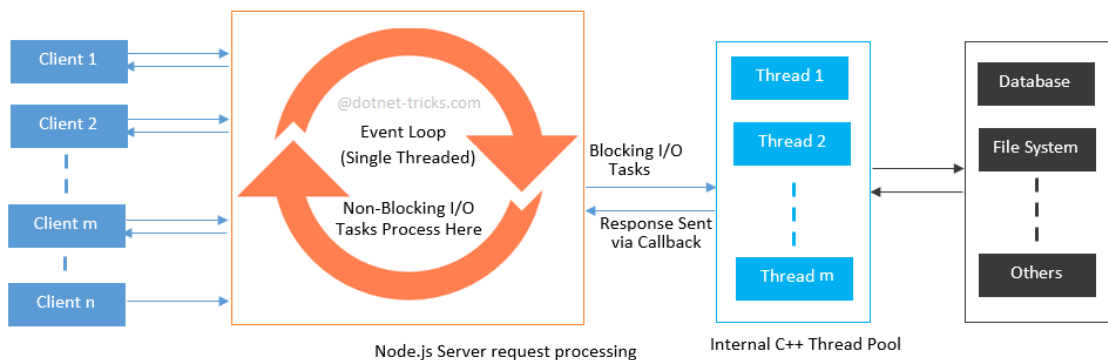 Client 1
Client 2
Client m
Client n
@dotnet-tricks.com
Event Loop
(Single Threaded)
Non-Blocking I/O
Tasks Process Here
Blocking I/O
Tasks
Response Sent
via Callback
Thread 1
Thread 2
Thread m
Database
File System
Others
Internal C++ Thread Pool
Node.js Server request processing